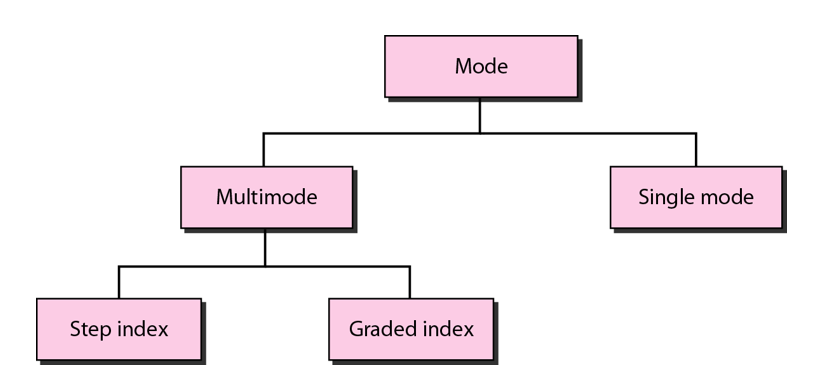 Mode
Multimode
Single mode
Step index
Graded index